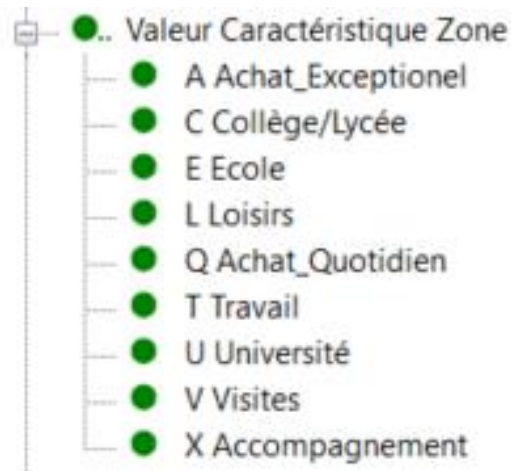 Valeur Caractéristique Zone
A Achat_Exceptionel
C Collège/Lycée
E Ecole
L Loisirs
Q Achat_Quotidien
T Travail
U Université
V Visites
X Accompagnement